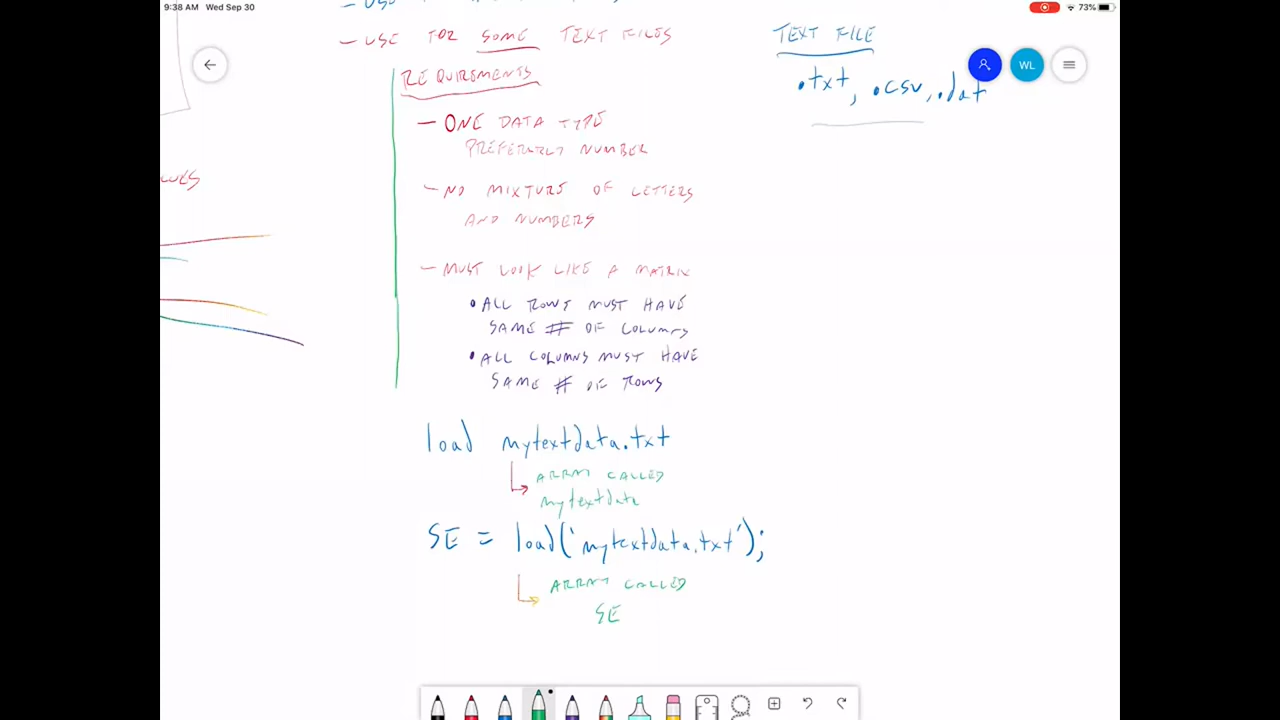 9:38 AM Wed Sep 30
73%
- USE
- USE FOR SOME TEXT FILES
TEXT FILE
.txt, .csv, .dat
WL
REQUIREMENTS
- ONE DATA TYPE
PREFERABLY NUMBER
- NO MIXTURE OF LETTERS
AND NUMBERS
- MUST LOOK LIKE A MATRIX
• ALL ROWS MUST HAVE
SAME # OF COLUMNS
• ALL COLUMNS MUST HAVE
SAME # OF ROWS
load mytextdata.txt
ARRAY CALLED
mytextdata
SE = load('mytextdata.txt');
ARRAY CALLED
SE